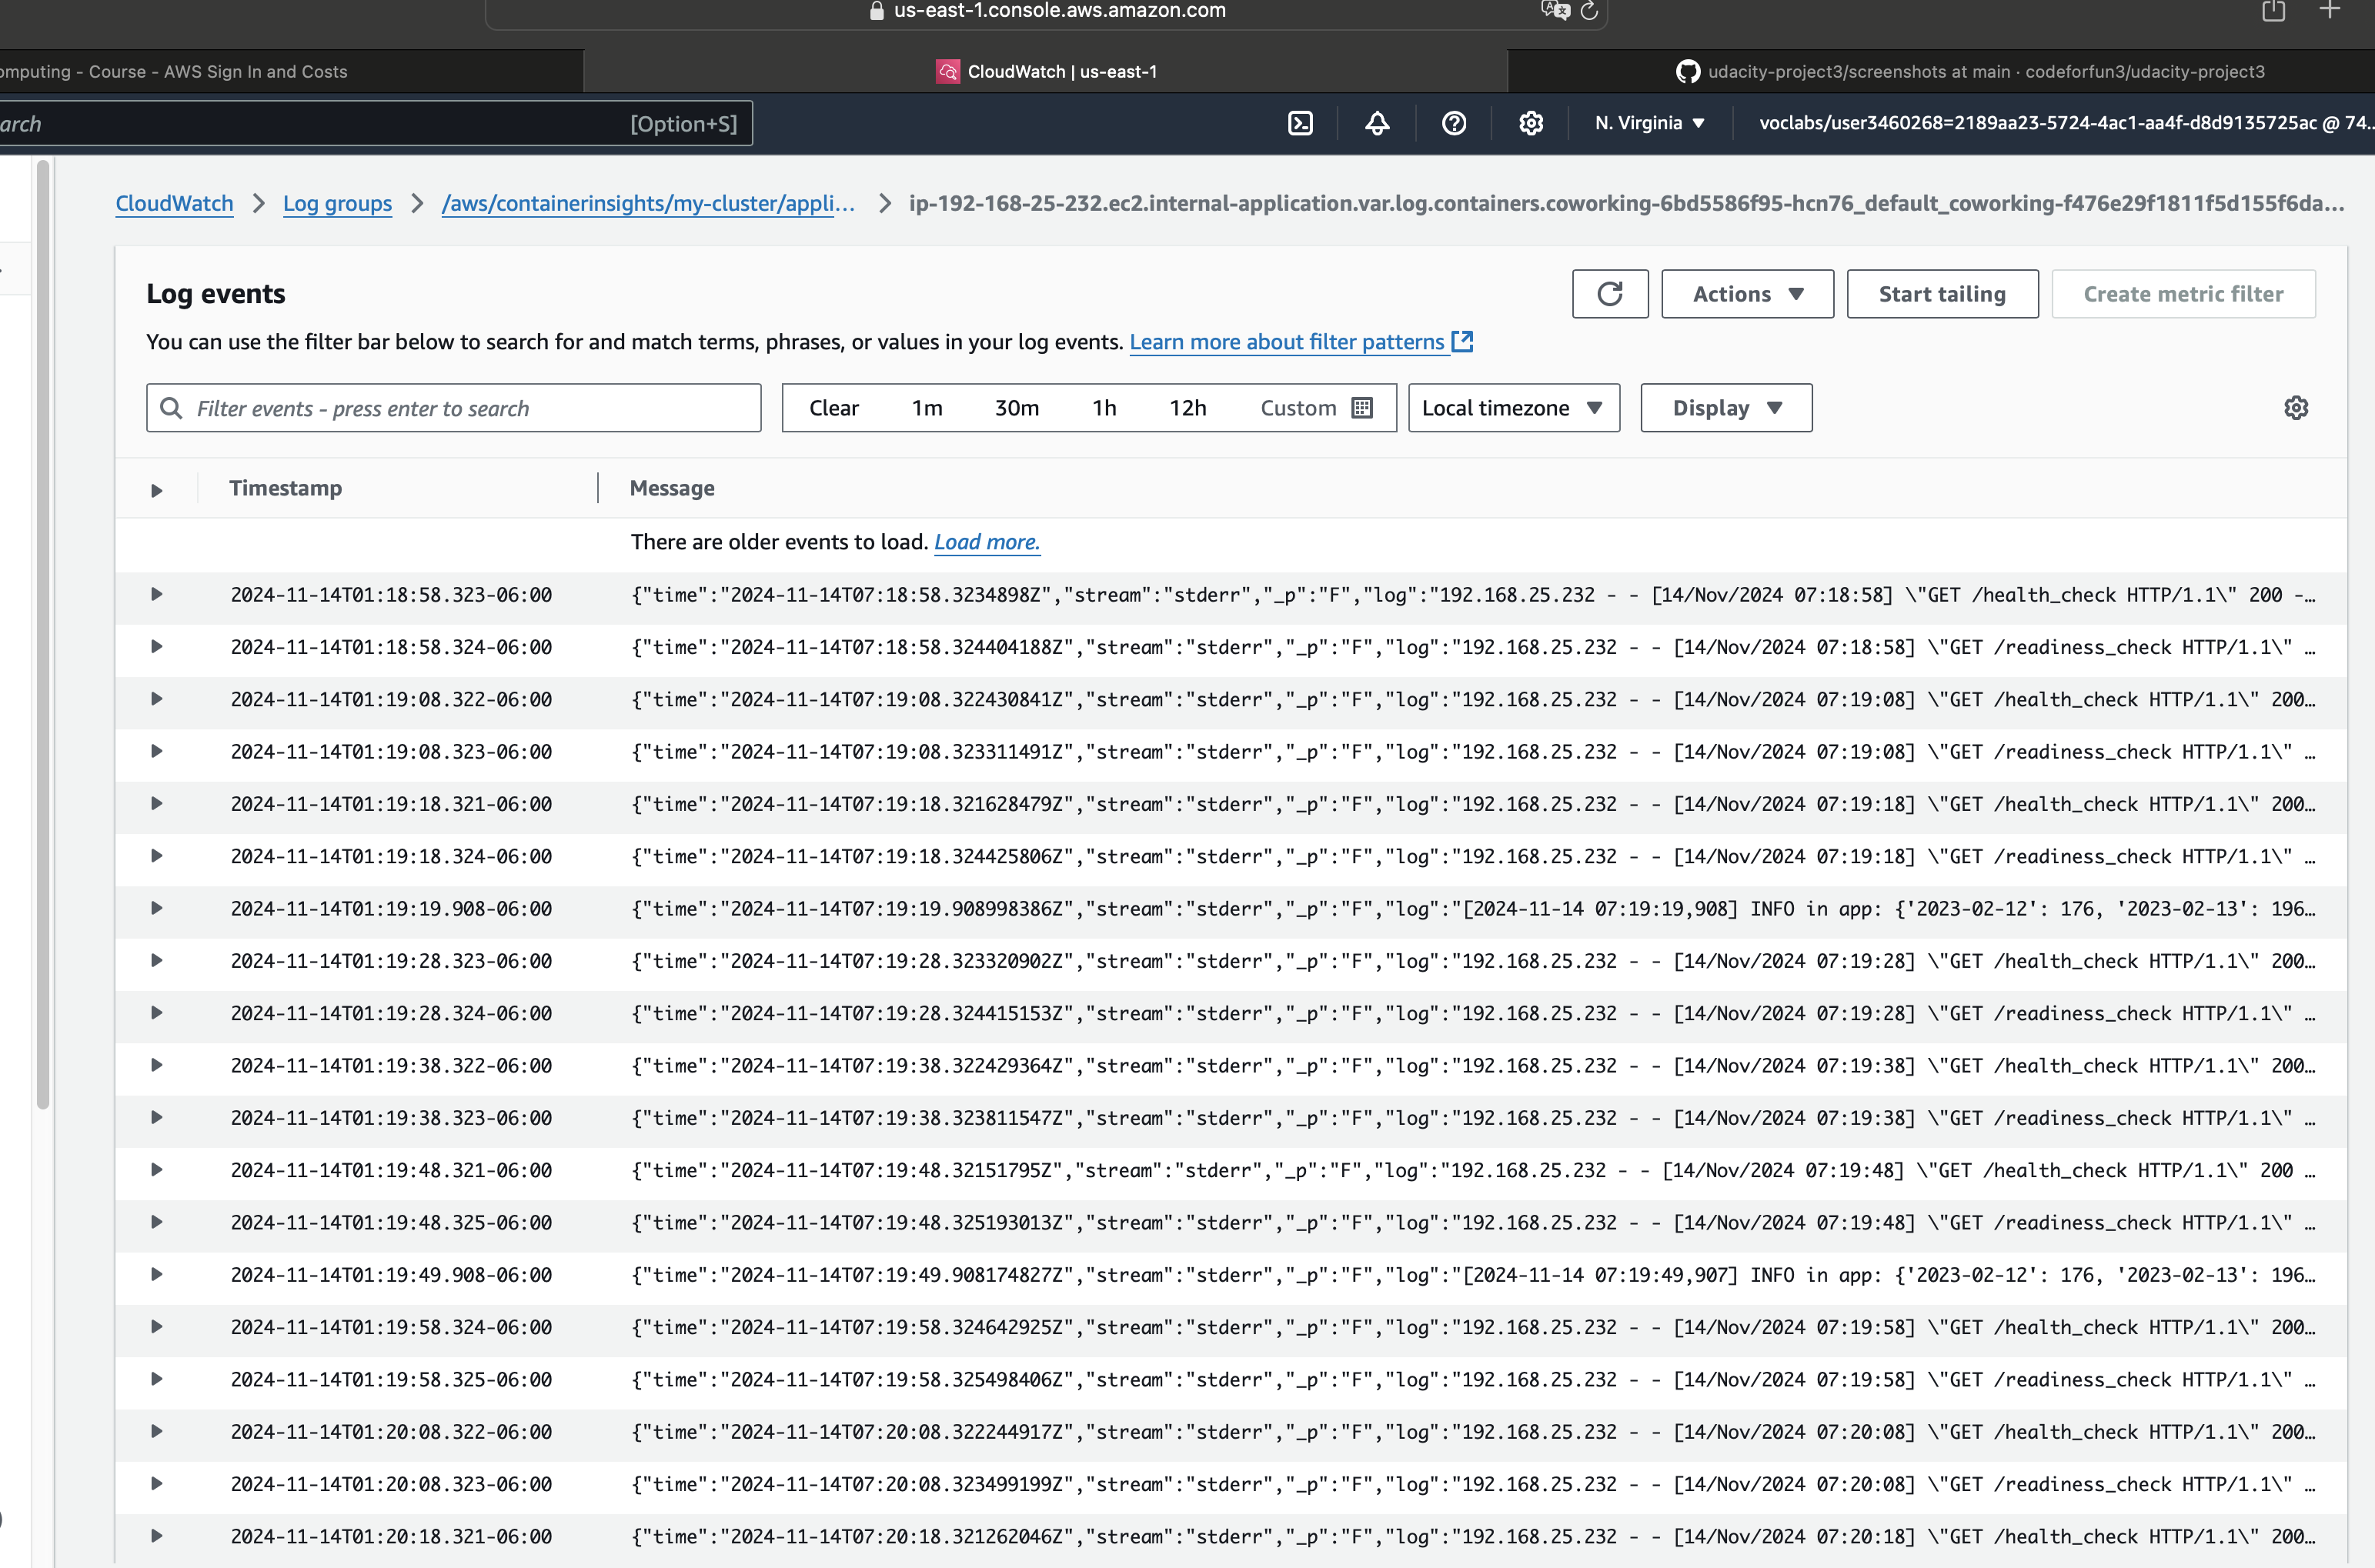 us-east-1.console.aws.amazon.com
omputing - Course - AWS Sign In and Costs
CloudWatch | us-east-1
udacity-project3/screenshots at main · codeforfun3/udacity-project3
arch
[Option+S]
N. Virginia
voclabs/user3460268=2189aa23-5724-4ac1-aa4f-d8d9135725ac @ 74...
CloudWatch
Log groups
/aws/containerinsights/my-cluster/appli...
ip-192-168-25-232.ec2.internal-application.var.log.containers.coworking-6bd5586f95-hcn76_default_coworking-f476e29f1811f5d155f6da...
Log events
Actions
Start tailing
Create metric filter
You can use the filter bar below to search for and match terms, phrases, or values in your log events. Learn more about filter patterns
Filter events - press enter to search
Clear 1m 30m 1h 12h Custom
Local timezone
Display
Timestamp Message
There are older events to load. Load more.
2024-11-14T01:18:58.323-06:00 {"time":"2024-11-14T07:18:58.3234898Z","stream":"stderr","_p":"F","log":"192.168.25.232 - - [14/Nov/2024 07:18:58] \"GET /health_check HTTP/1.1\" 200 -...
2024-11-14T01:18:58.324-06:00 {"time":"2024-11-14T07:18:58.324404188Z","stream":"stderr","_p":"F","log":"192.168.25.232 - - [14/Nov/2024 07:18:58] \"GET /readiness_check HTTP/1.1\" ...
2024-11-14T01:19:08.322-06:00 {"time":"2024-11-14T07:19:08.322430841Z","stream":"stderr","_p":"F","log":"192.168.25.232 - - [14/Nov/2024 07:19:08] \"GET /health_check HTTP/1.1\" 200...
2024-11-14T01:19:08.323-06:00 {"time":"2024-11-14T07:19:08.323311491Z","stream":"stderr","_p":"F","log":"192.168.25.232 - - [14/Nov/2024 07:19:08] \"GET /readiness_check HTTP/1.1\" ...
2024-11-14T01:19:18.321-06:00 {"time":"2024-11-14T07:19:18.321628479Z","stream":"stderr","_p":"F","log":"192.168.25.232 - - [14/Nov/2024 07:19:18] \"GET /health_check HTTP/1.1\" 200...
2024-11-14T01:19:18.324-06:00 {"time":"2024-11-14T07:19:18.324425806Z","stream":"stderr","_p":"F","log":"192.168.25.232 - - [14/Nov/2024 07:19:18] \"GET /readiness_check HTTP/1.1\" ...
2024-11-14T01:19:19.908-06:00 {"time":"2024-11-14T07:19:19.908998386Z","stream":"stderr","_p":"F","log":"[2024-11-14 07:19:19,908] INFO in app: {'2023-02-12': 176, '2023-02-13': 196...
2024-11-14T01:19:28.323-06:00 {"time":"2024-11-14T07:19:28.323320902Z","stream":"stderr","_p":"F","log":"192.168.25.232 - - [14/Nov/2024 07:19:28] \"GET /health_check HTTP/1.1\" 200...
2024-11-14T01:19:28.324-06:00 {"time":"2024-11-14T07:19:28.324415153Z","stream":"stderr","_p":"F","log":"192.168.25.232 - - [14/Nov/2024 07:19:28] \"GET /readiness_check HTTP/1.1\" ...
2024-11-14T01:19:38.322-06:00 {"time":"2024-11-14T07:19:38.322429364Z","stream":"stderr","_p":"F","log":"192.168.25.232 - - [14/Nov/2024 07:19:38] \"GET /health_check HTTP/1.1\" 200...
2024-11-14T01:19:38.323-06:00 {"time":"2024-11-14T07:19:38.323811547Z","stream":"stderr","_p":"F","log":"192.168.25.232 - - [14/Nov/2024 07:19:38] \"GET /readiness_check HTTP/1.1\" ...
2024-11-14T01:19:48.321-06:00 {"time":"2024-11-14T07:19:48.32151795Z","stream":"stderr","_p":"F","log":"192.168.25.232 - - [14/Nov/2024 07:19:48] \"GET /health_check HTTP/1.1\" 200 ...
2024-11-14T01:19:48.325-06:00 {"time":"2024-11-14T07:19:48.325193013Z","stream":"stderr","_p":"F","log":"192.168.25.232 - - [14/Nov/2024 07:19:48] \"GET /readiness_check HTTP/1.1\" ...
2024-11-14T01:19:49.908-06:00 {"time":"2024-11-14T07:19:49.908174827Z","stream":"stderr","_p":"F","log":"[2024-11-14 07:19:49,907] INFO in app: {'2023-02-12': 176, '2023-02-13': 196...
2024-11-14T01:19:58.324-06:00 {"time":"2024-11-14T07:19:58.324642925Z","stream":"stderr","_p":"F","log":"192.168.25.232 - - [14/Nov/2024 07:19:58] \"GET /health_check HTTP/1.1\" 200...
2024-11-14T01:19:58.325-06:00 {"time":"2024-11-14T07:19:58.325498406Z","stream":"stderr","_p":"F","log":"192.168.25.232 - - [14/Nov/2024 07:19:58] \"GET /readiness_check HTTP/1.1\" ...
2024-11-14T01:20:08.322-06:00 {"time":"2024-11-14T07:20:08.322244917Z","stream":"stderr","_p":"F","log":"192.168.25.232 - - [14/Nov/2024 07:20:08] \"GET /health_check HTTP/1.1\" 200...
2024-11-14T01:20:08.323-06:00 {"time":"2024-11-14T07:20:08.323499199Z","stream":"stderr","_p":"F","log":"192.168.25.232 - - [14/Nov/2024 07:20:08] \"GET /readiness_check HTTP/1.1\" ...
2024-11-14T01:20:18.321-06:00 {"time":"2024-11-14T07:20:18.321262046Z","stream":"stderr","_p":"F","log":"192.168.25.232 - - [14/Nov/2024 07:20:18] \"GET /health_check HTTP/1.1\" 200...